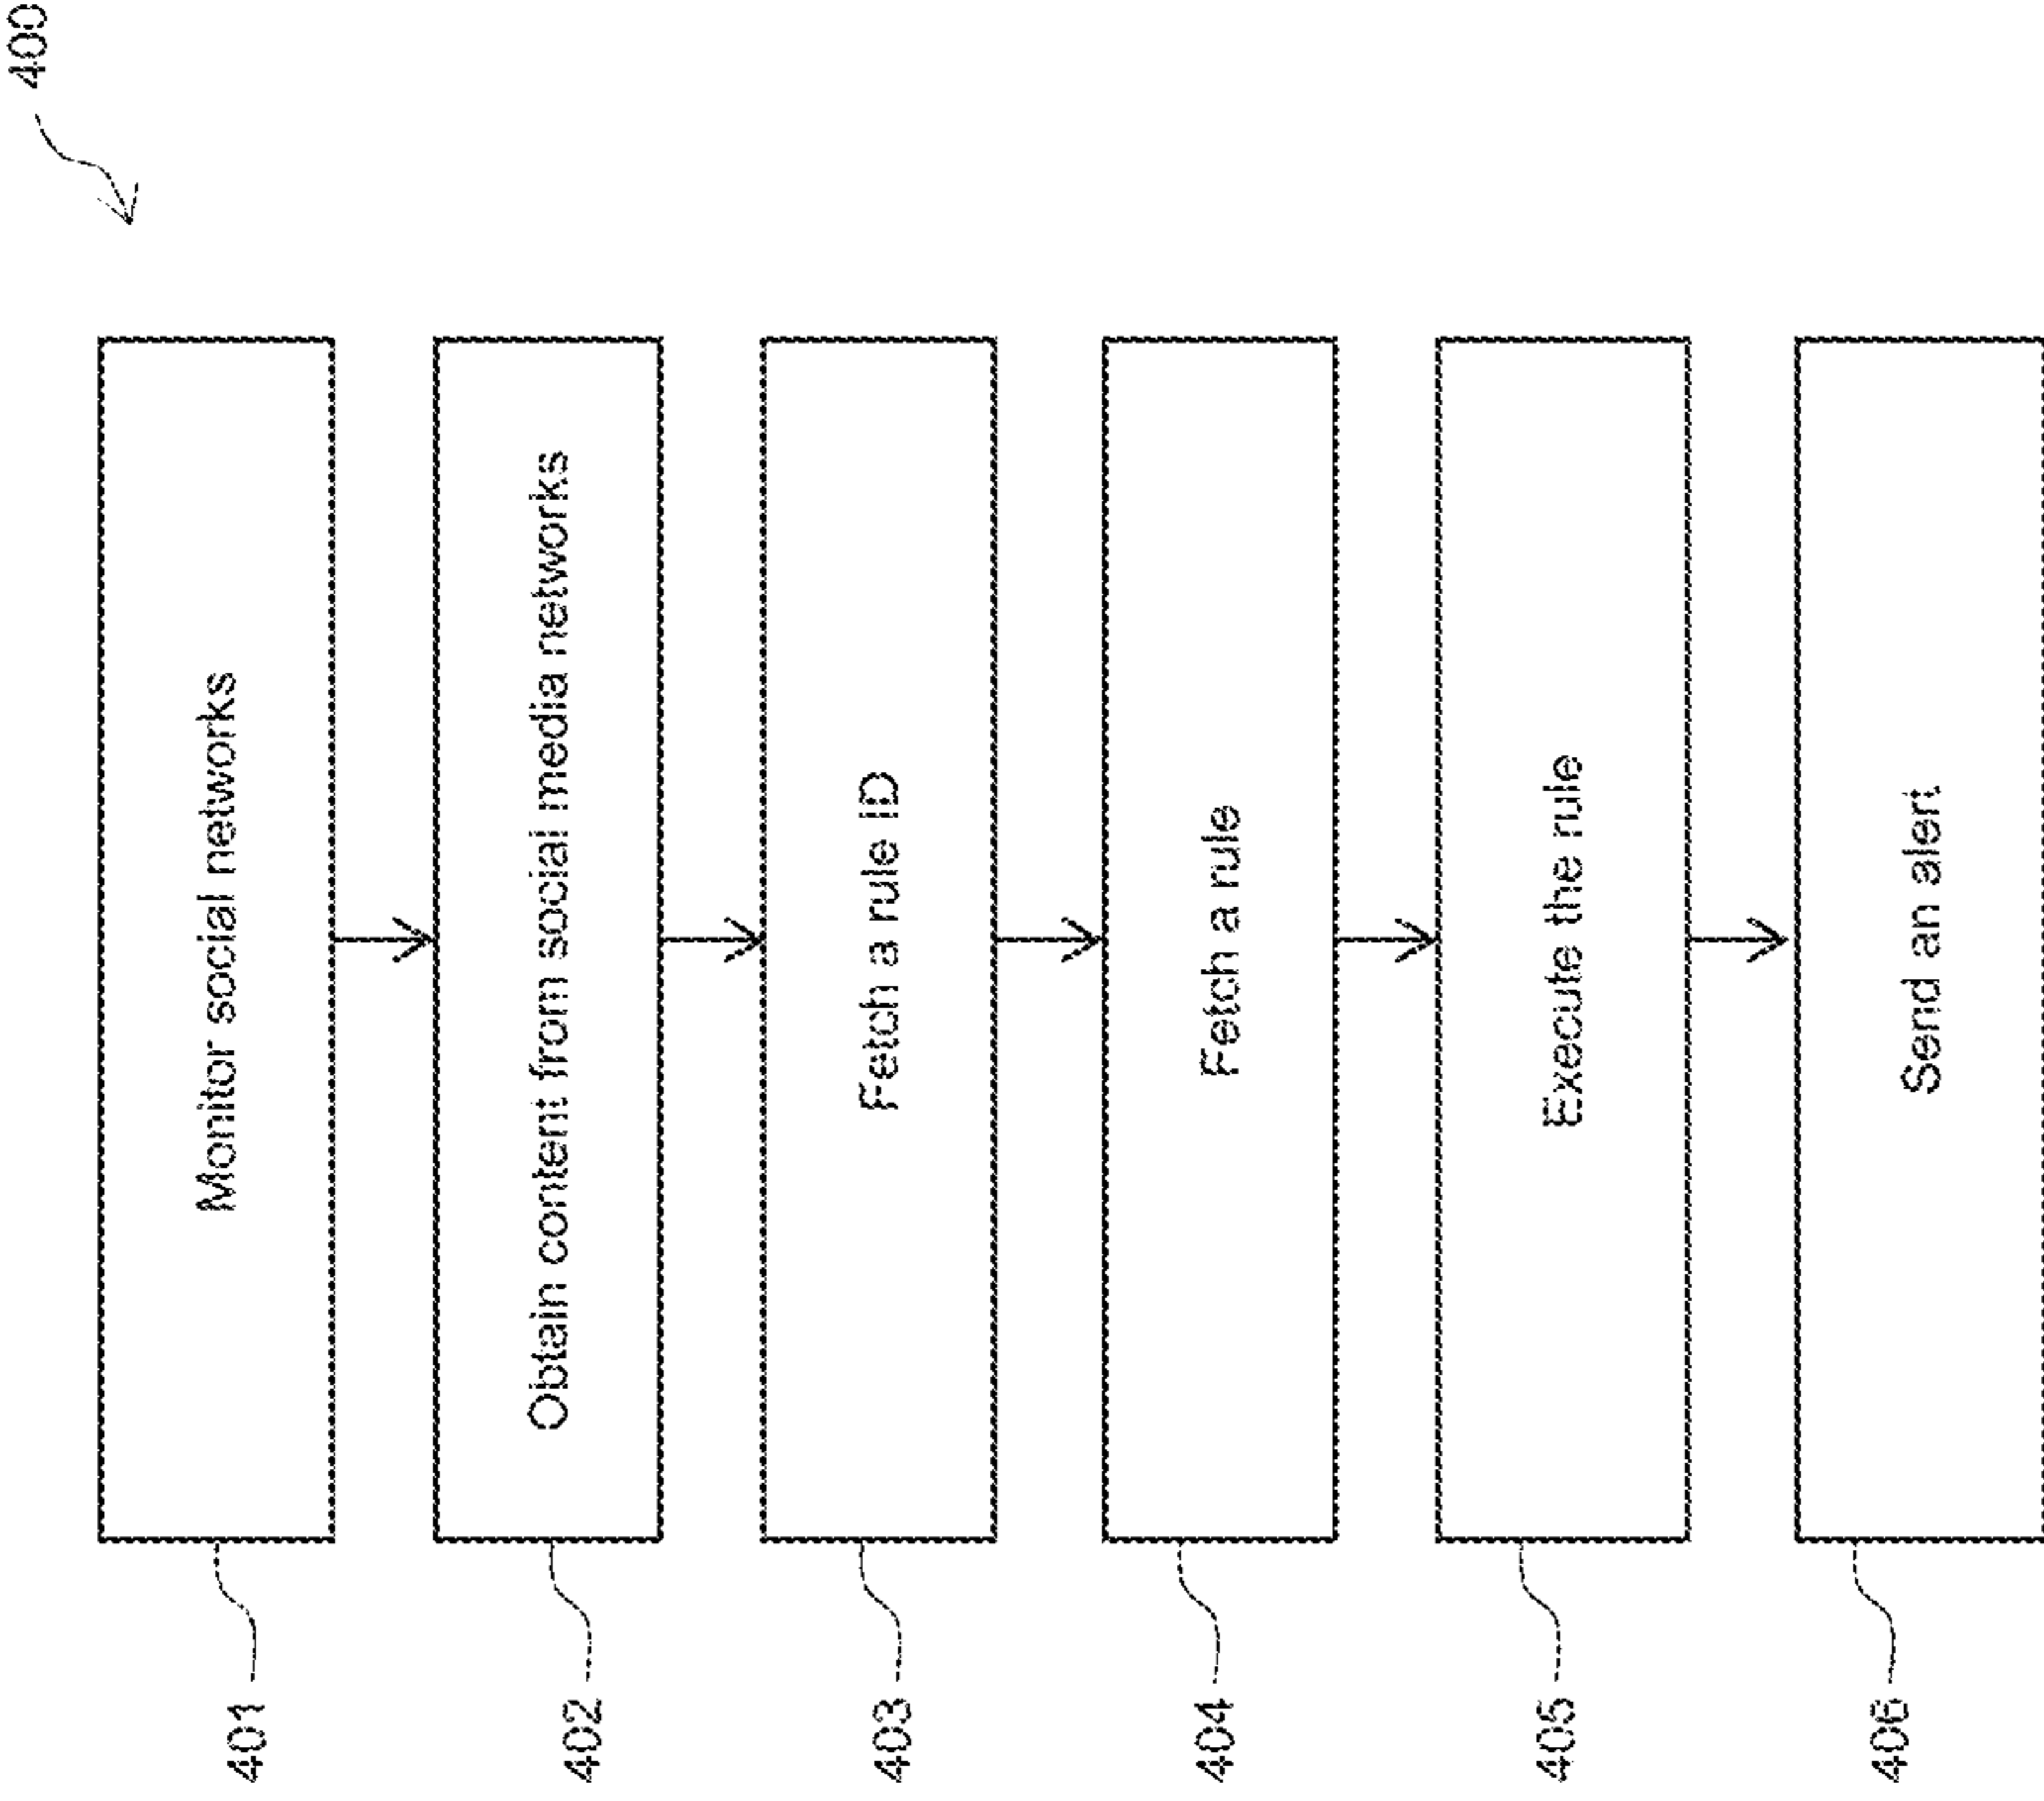 400
401
Monitor social networks
402
Obtain content from social media networks
403
Fetch a rule ID
404
Fetch a rule
405
Execute the rule
406
Send an alert